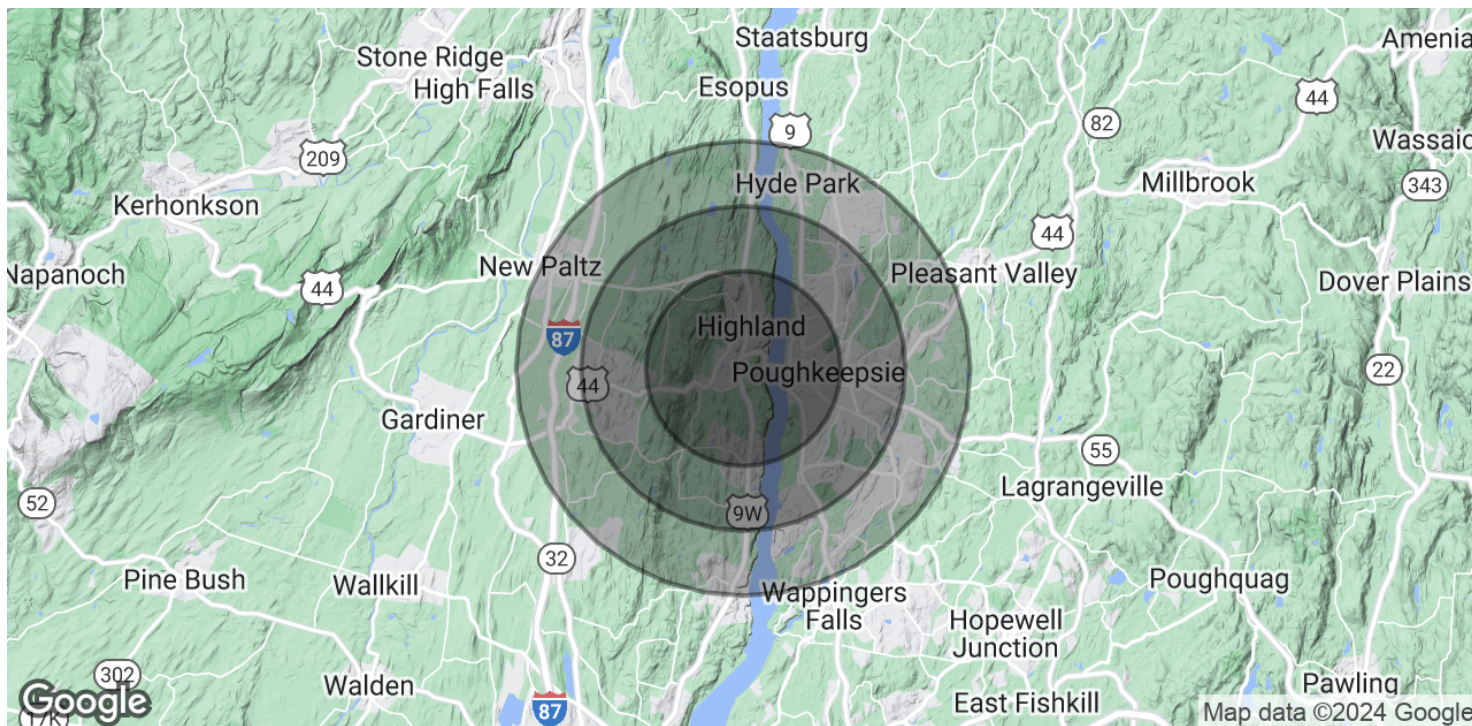 Staatsburg
Amenia
Stone Ridge
High Falls
Esopus
44
82
9
Wassaic
209
Hyde Park
Millbrook
343
Kerhonkson
44
New Paltz
Pleasant Valley
Napanoch
44
Dover Plains
Highland
87
Poughkeepsie
22
44
Gardiner
55
Lagrangeville
52
9W
32
Pine Bush
Wallkill
Poughquag
Wappingers
Falls
Hopewell
Junction
302
Walden
Pawling
East Fishkill
Google
87
Map data ©2024 Google
17K